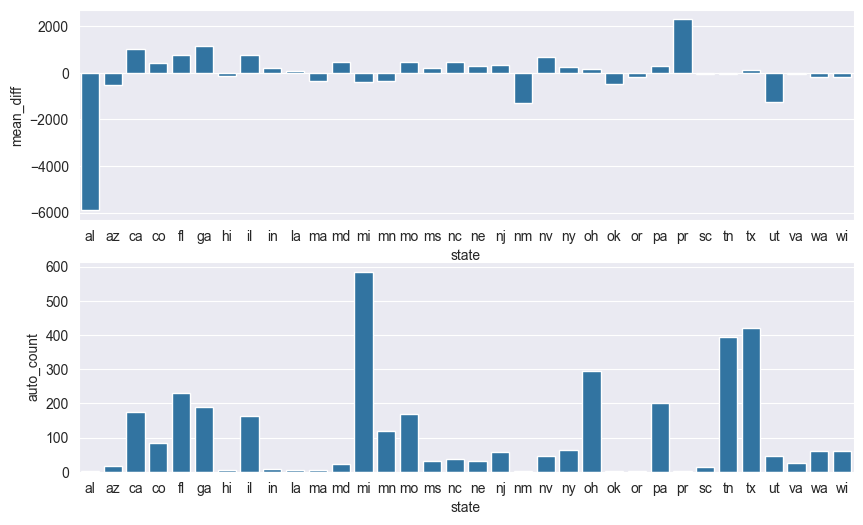 2000
0
−2000
−4000
−6000
mean_diff
al az ca co fl ga hi il in la ma md mi mn mo ms nc ne nj nm nv ny oh ok or pa pr sc tn tx ut va wa wi
state
600
500
400
300
200
100
0
auto_count
al az ca co fl ga hi il in la ma md mi mn mo ms nc ne nj nm nv ny oh ok or pa pr sc tn tx ut va wa wi
state